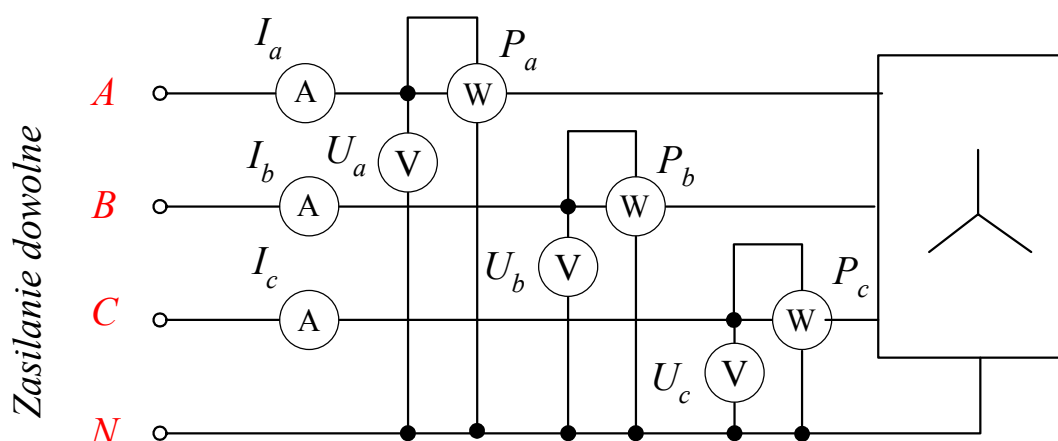 Zasilanie dowolne
I_a
P_a
A
A
W
U_a
V
I_b
P_b
B
A
W
U_b
V
I_c
P_c
C
A
W
U_c
V
N